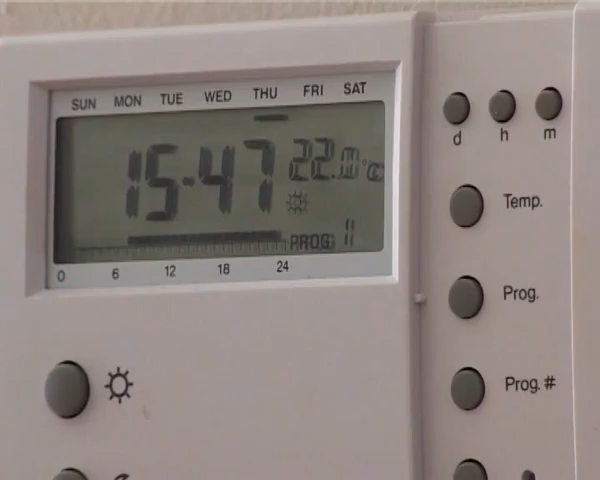 SUN MON TUE WED THU FRI SAT
15:47 22.0°C
PROG 11
0 6 12 18 24
d h m
Temp.
Prog.
Prog. #